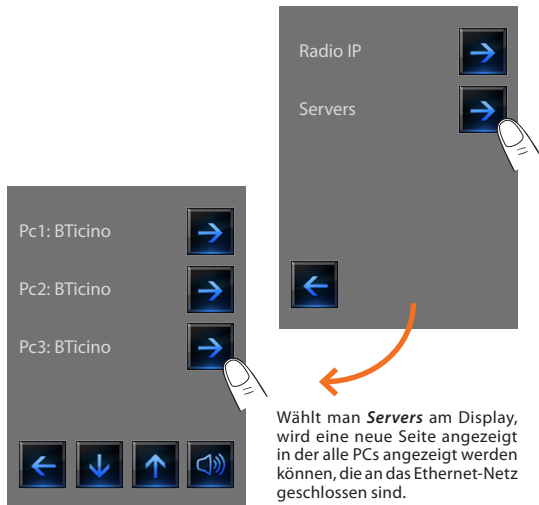 Radio IP
Servers
Pc1: BTicino
Pc2: BTicino
Pc3: BTicino
Wählt man Servers am Display,
wird eine neue Seite angezeigt
in der alle PCs angezeigt werden
können, die an das Ethernet-Netz
geschlossen sind.